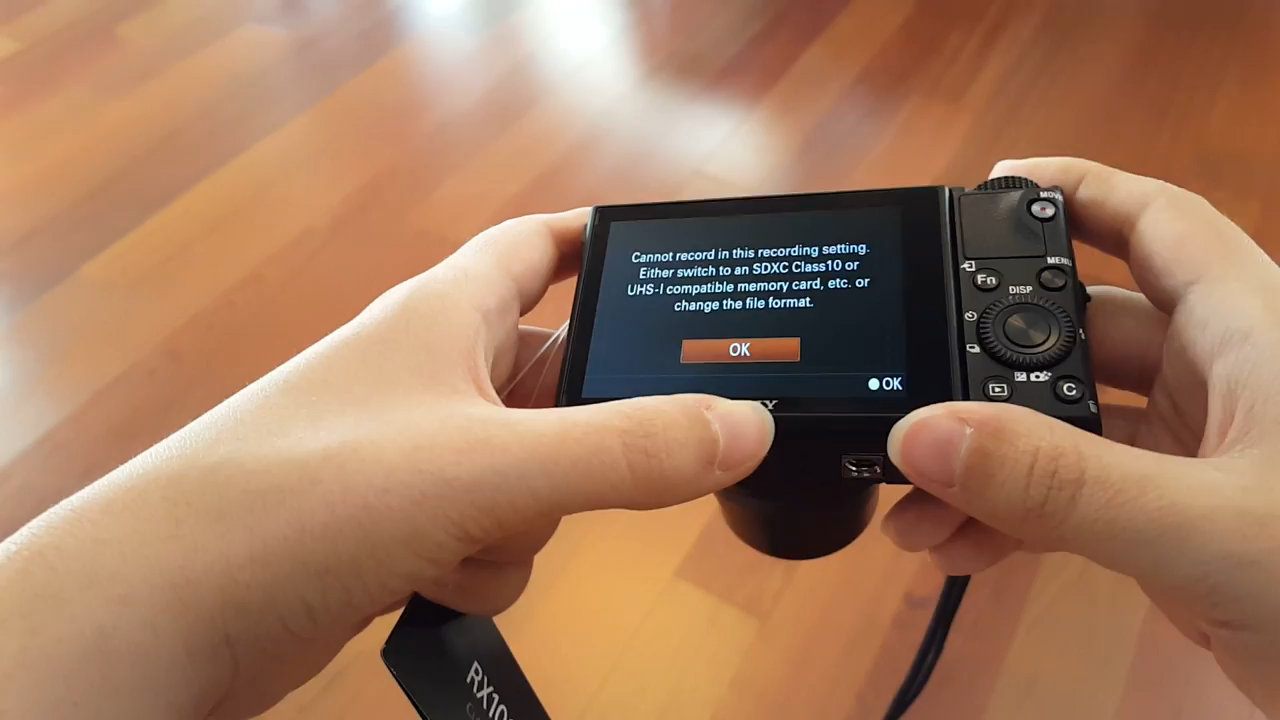 Cannot record in this recording setting.
Either switch to an SDXC Class10 or
UHS-I compatible memory card, etc. or
change the file format.
OK
OK
MENU
Fn
DISP
C